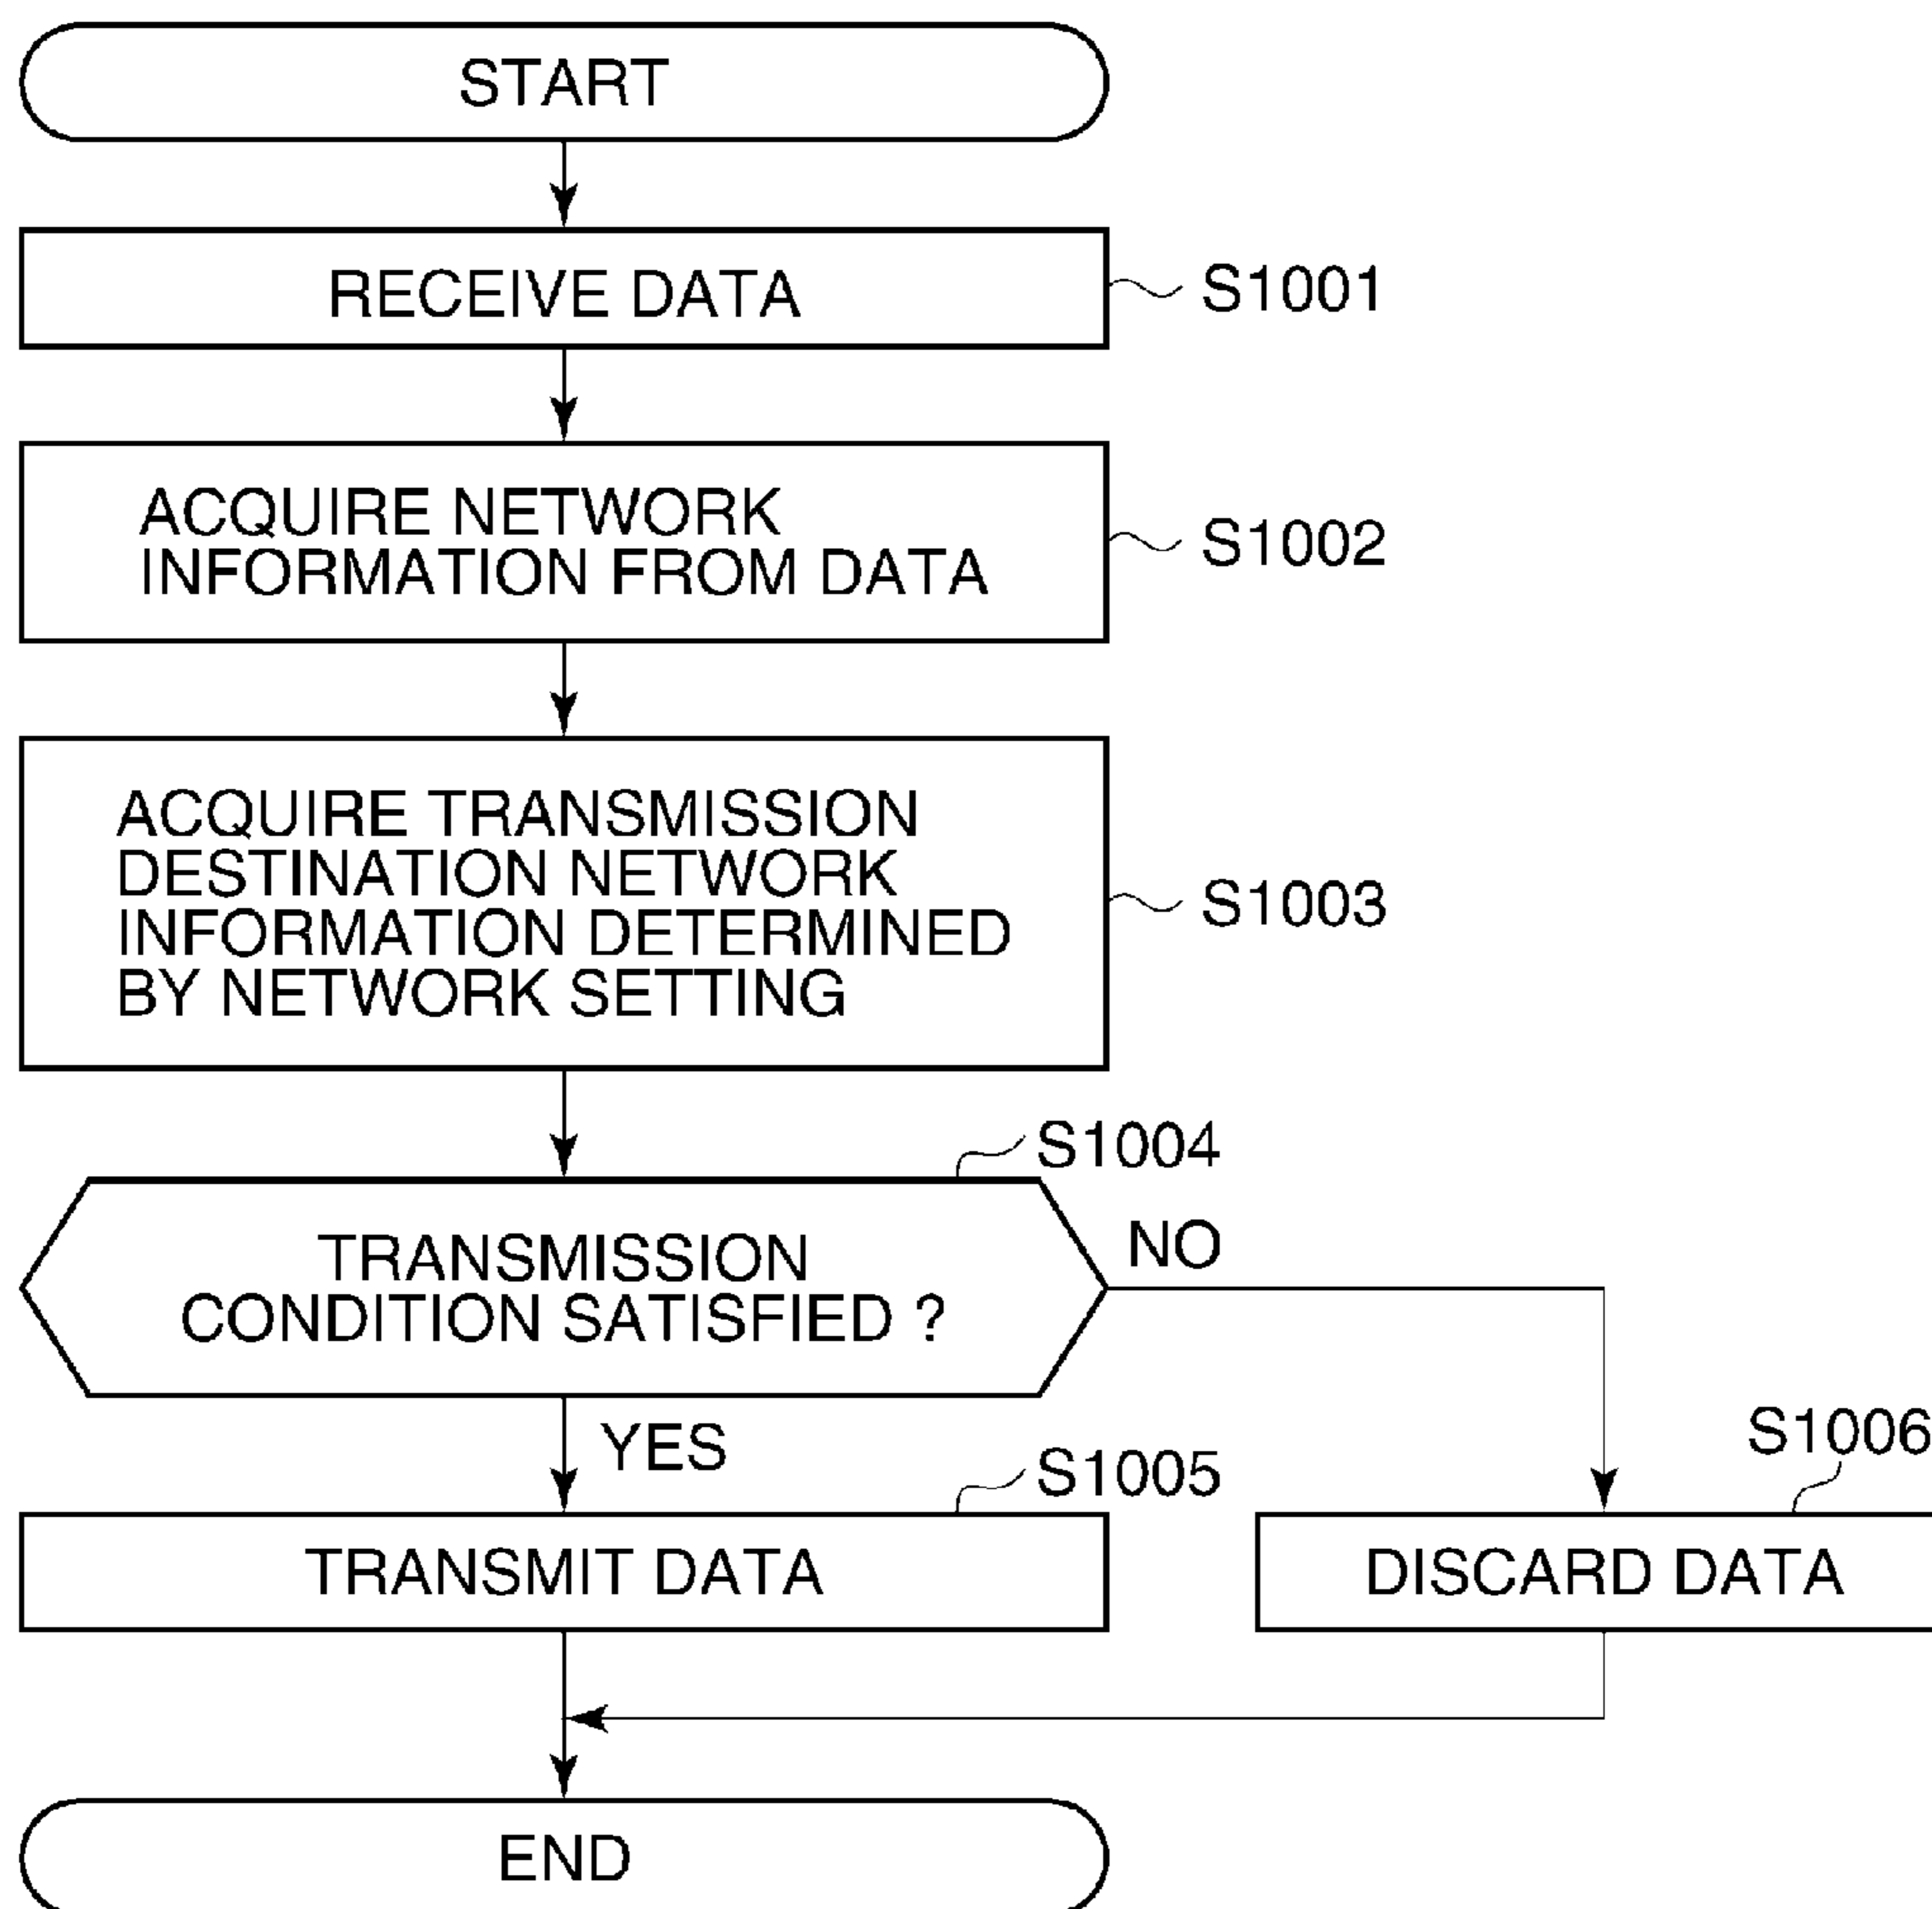 START
RECEIVE DATA
S1001
ACQUIRE NETWORK
INFORMATION FROM DATA
S1002
ACQUIRE TRANSMISSION
DESTINATION NETWORK
INFORMATION DETERMINED
BY NETWORK SETTING
S1003
S1004
TRANSMISSION
CONDITION SATISFIED ?
NO
YES
S1005
TRANSMIT DATA
S1006
DISCARD DATA
END